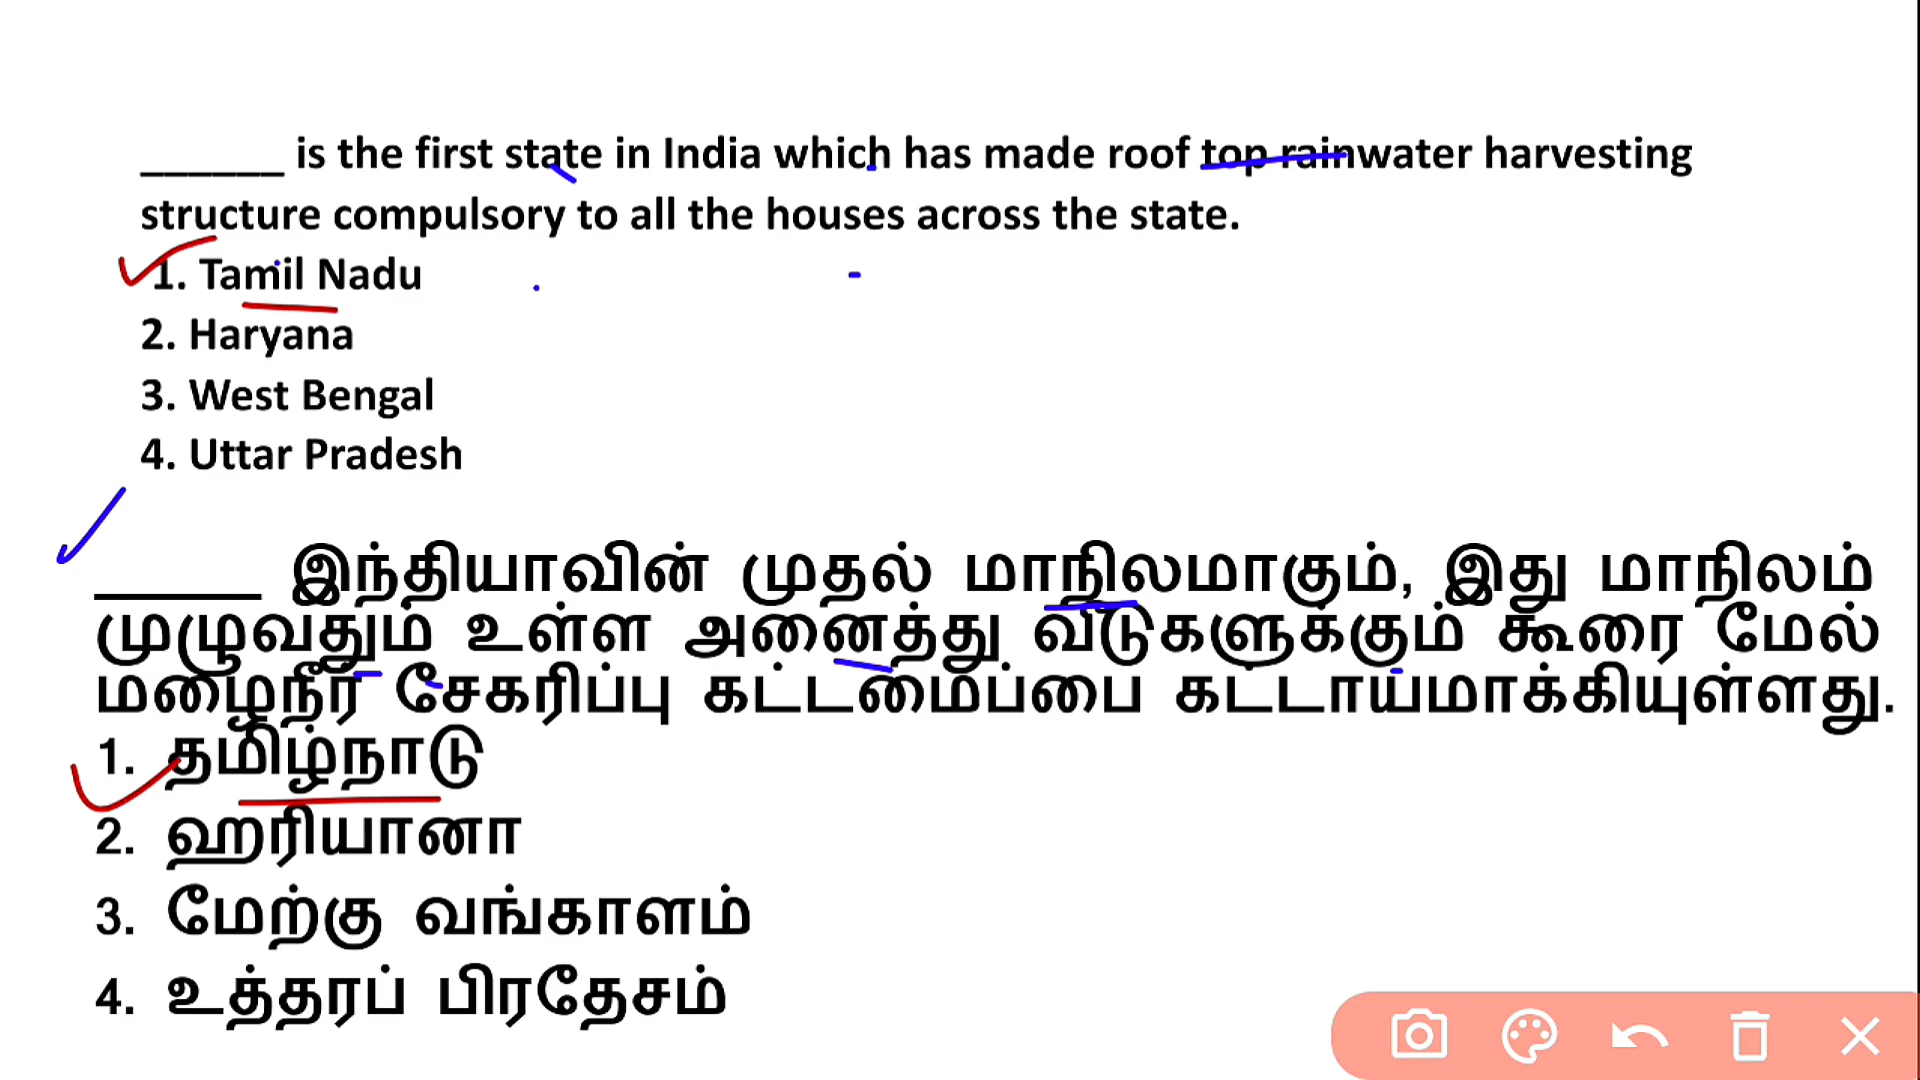 ______ is the first state in India which has made roof top rainwater harvesting
structure compulsory to all the houses across the state.
1. Tamil Nadu
2. Haryana
3. West Bengal
4. Uttar Pradesh
______ இந்தியாவின் முதல் மாநிலமாகும், இது மாநிலம்
முழுவதும் உள்ள அனைத்து வீடுகளுக்கும் கூரை மேல்
மழைநீர் சேகரிப்பு கட்டமைப்பை கட்டாயமாக்கியுள்ளது.
1. தமிழ்நாடு
2. ஹரியானா
3. மேற்கு வங்காளம்
4. உத்தரப் பிரதேசம்